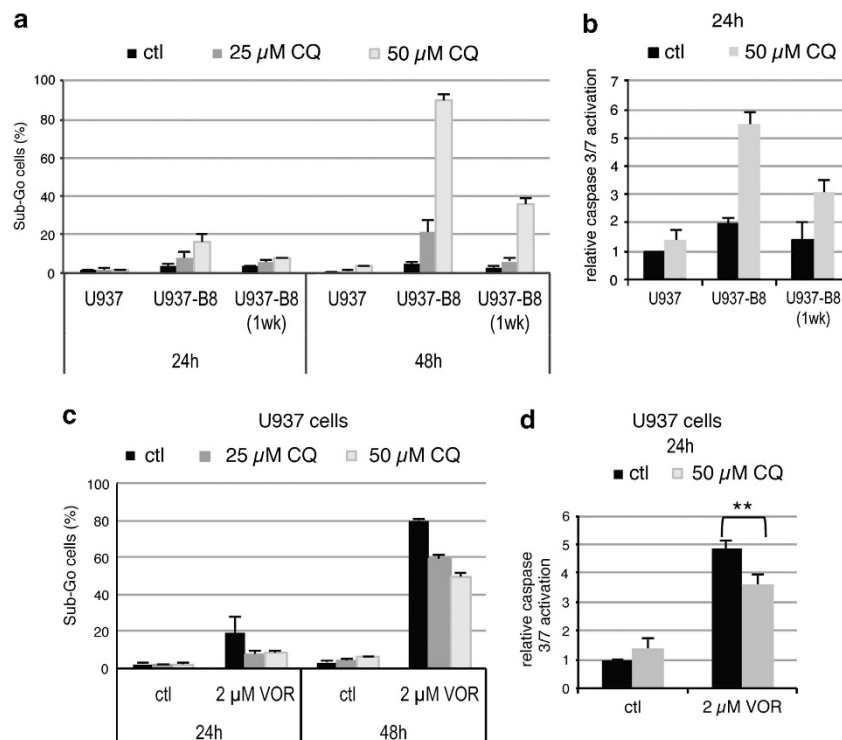 a
ctl 25 µM CQ 50 µM CQ
Sub-Go cells (%)
100
80
60
40
20
0
U937 U937-B8 U937-B8 (1wk) U937 U937-B8 U937-B8 (1wk)
24h 48h
b
24h
ctl 50 µM CQ
relative caspase 3/7 activation
7
6
5
4
3
2
1
0
U937 U937-B8 U937-B8 (1wk)
c
U937 cells
ctl 25 µM CQ 50 µM CQ
Sub-Go cells (%)
100
80
60
40
20
0
ctl 2 µM VOR ctl 2 µM VOR
24h 48h
d
U937 cells
24h
ctl 50 µM CQ
relative caspase
3/7 activation
6
5
4
3
2
1
0
**
ctl 2 µM VOR